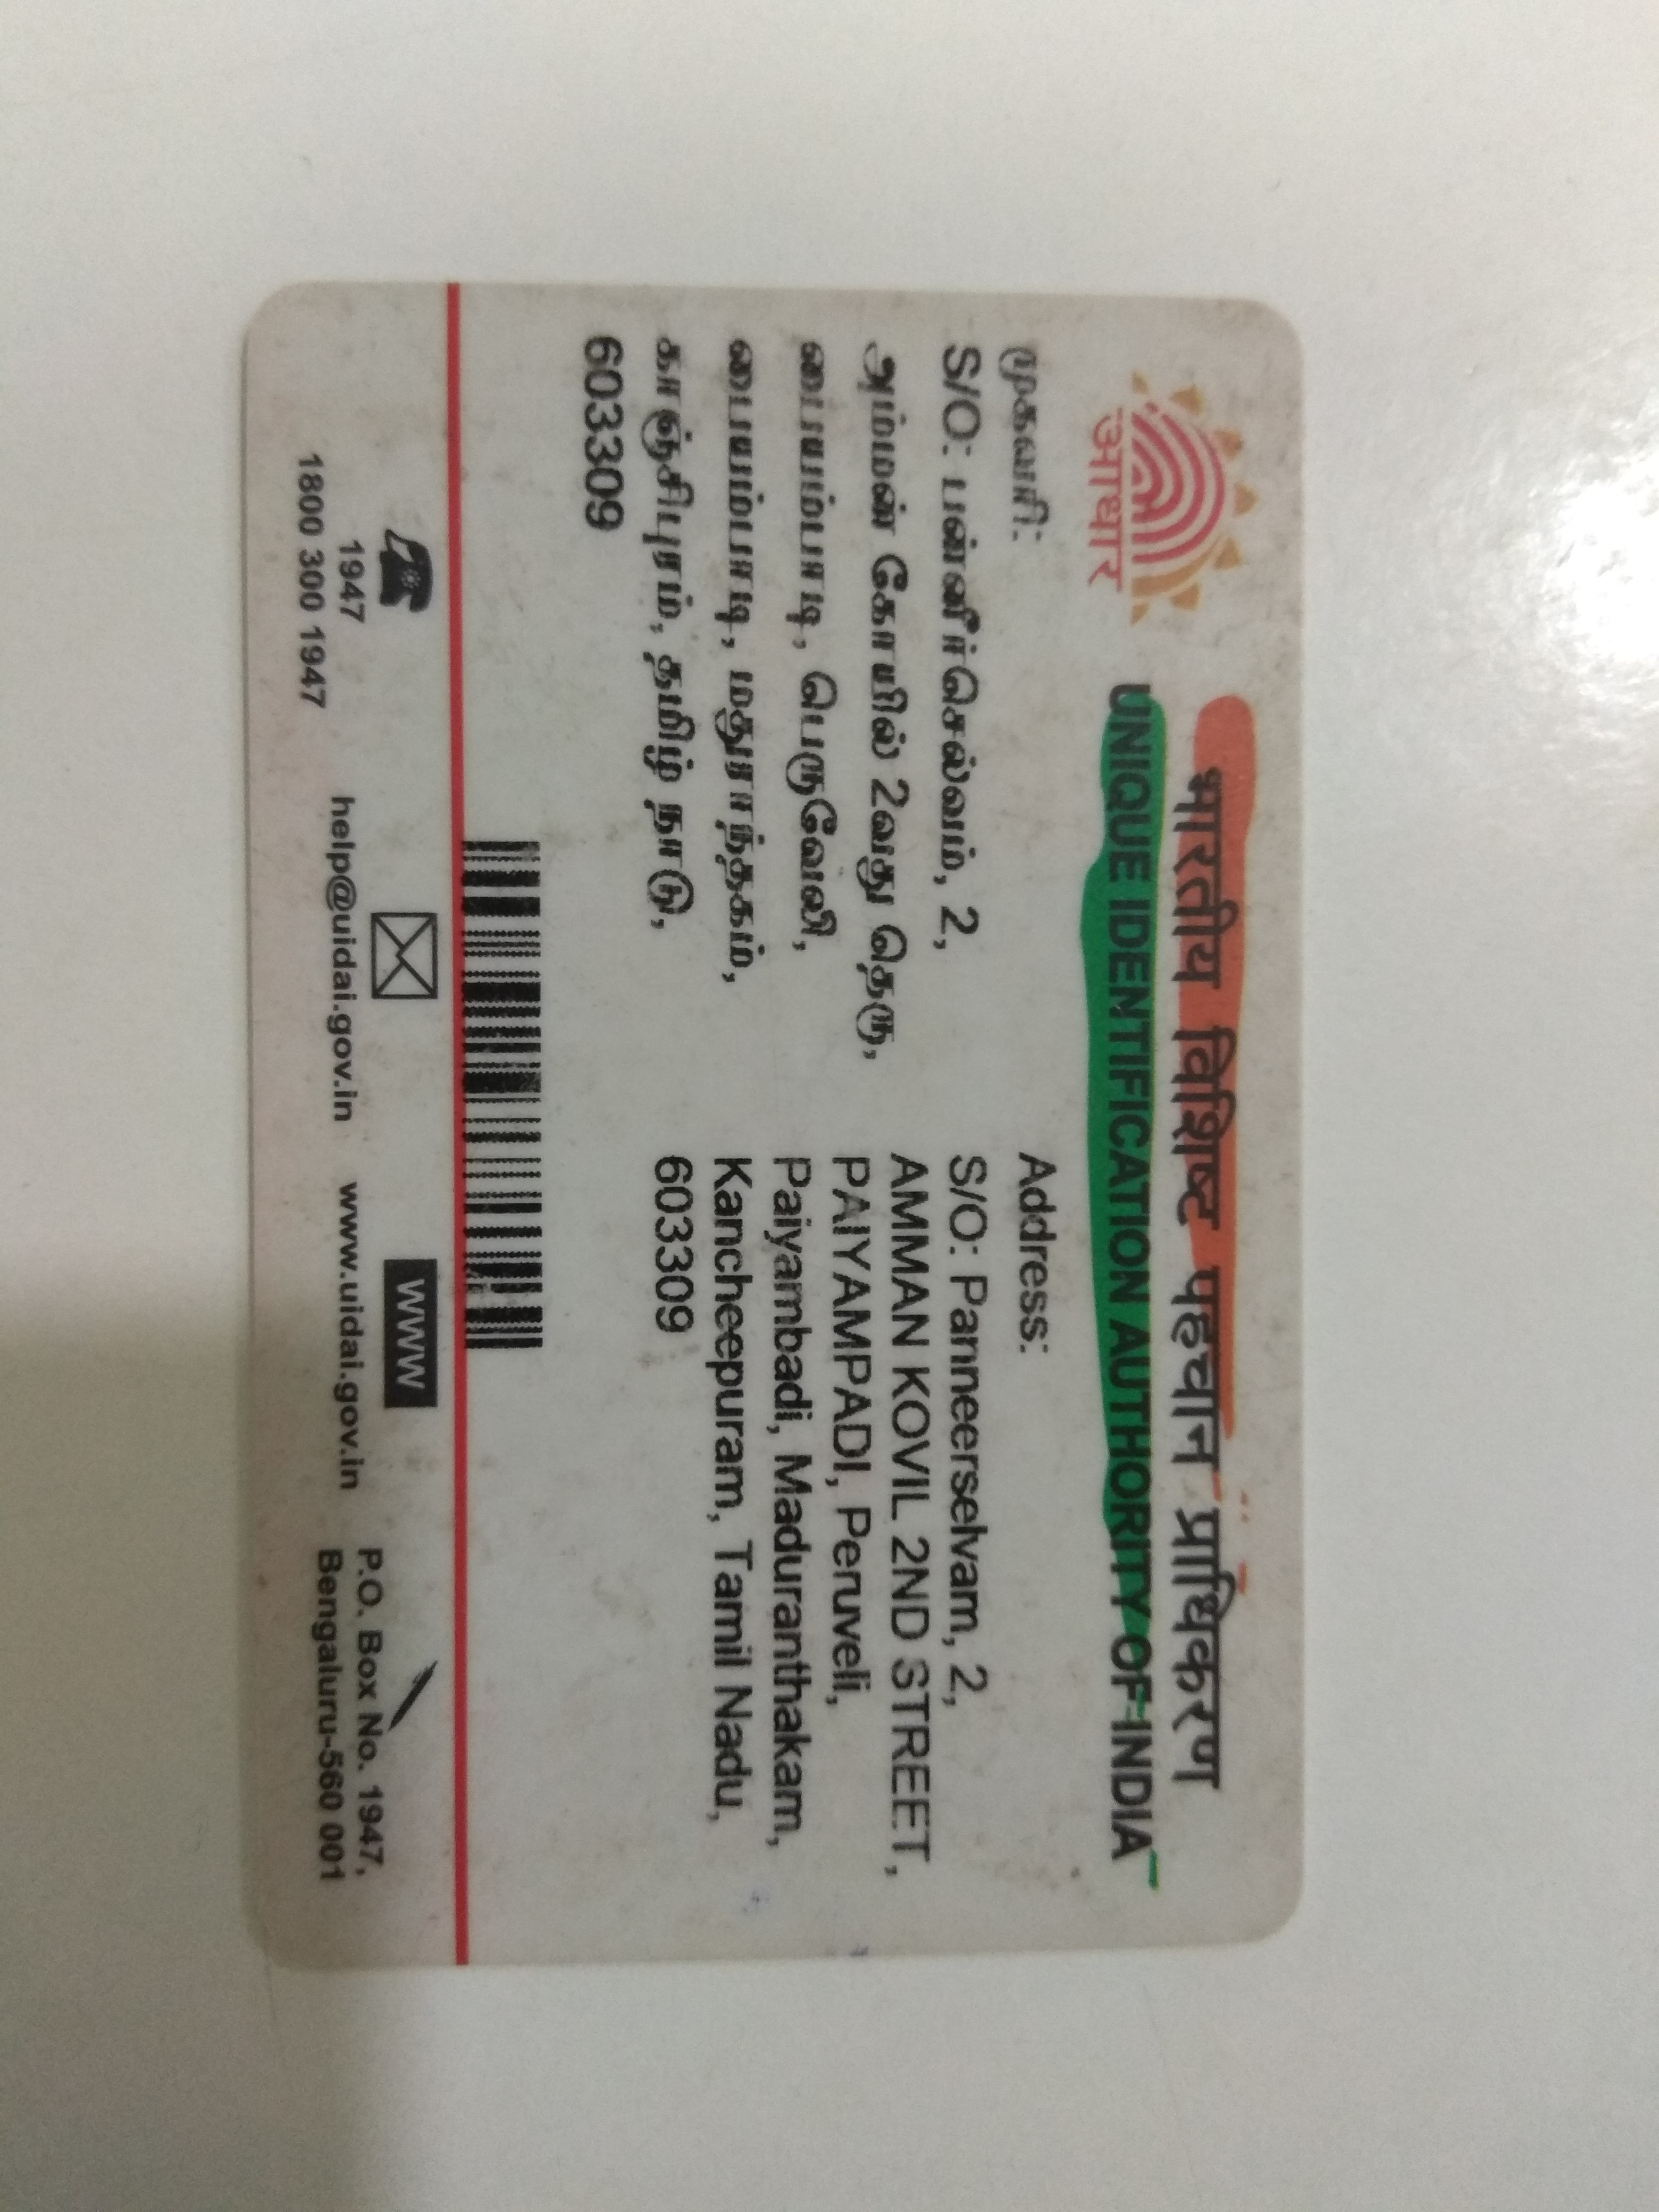 आधार
भारतीय विशिष्ट पहचान प्राधिकरण
UNIQUE IDENTIFICATION AUTHORITY OF INDIA
முகவரி:
S/O: பன்னீர்செல்வம், 2,
அம்மன் கோயில் 2வது தெரு,
பையம்பாடி, பெருவேலி,
பையம்பாடி, மதுராந்தகம்,
காஞ்சிபுரம், தமிழ் நாடு,
603309
Address:
S/O: Panneerselvam, 2,
AMMAN KOVIL 2ND STREET,
PAIYAMPADI, Peruveli,
Paiyambadi, Maduranthakam,
Kancheepuram, Tamil Nadu,
603309
1947
1800 300 1947
help@uidai.gov.in
WWW
www.uidai.gov.in
P.O. Box No. 1947,
Bengaluru-560 001